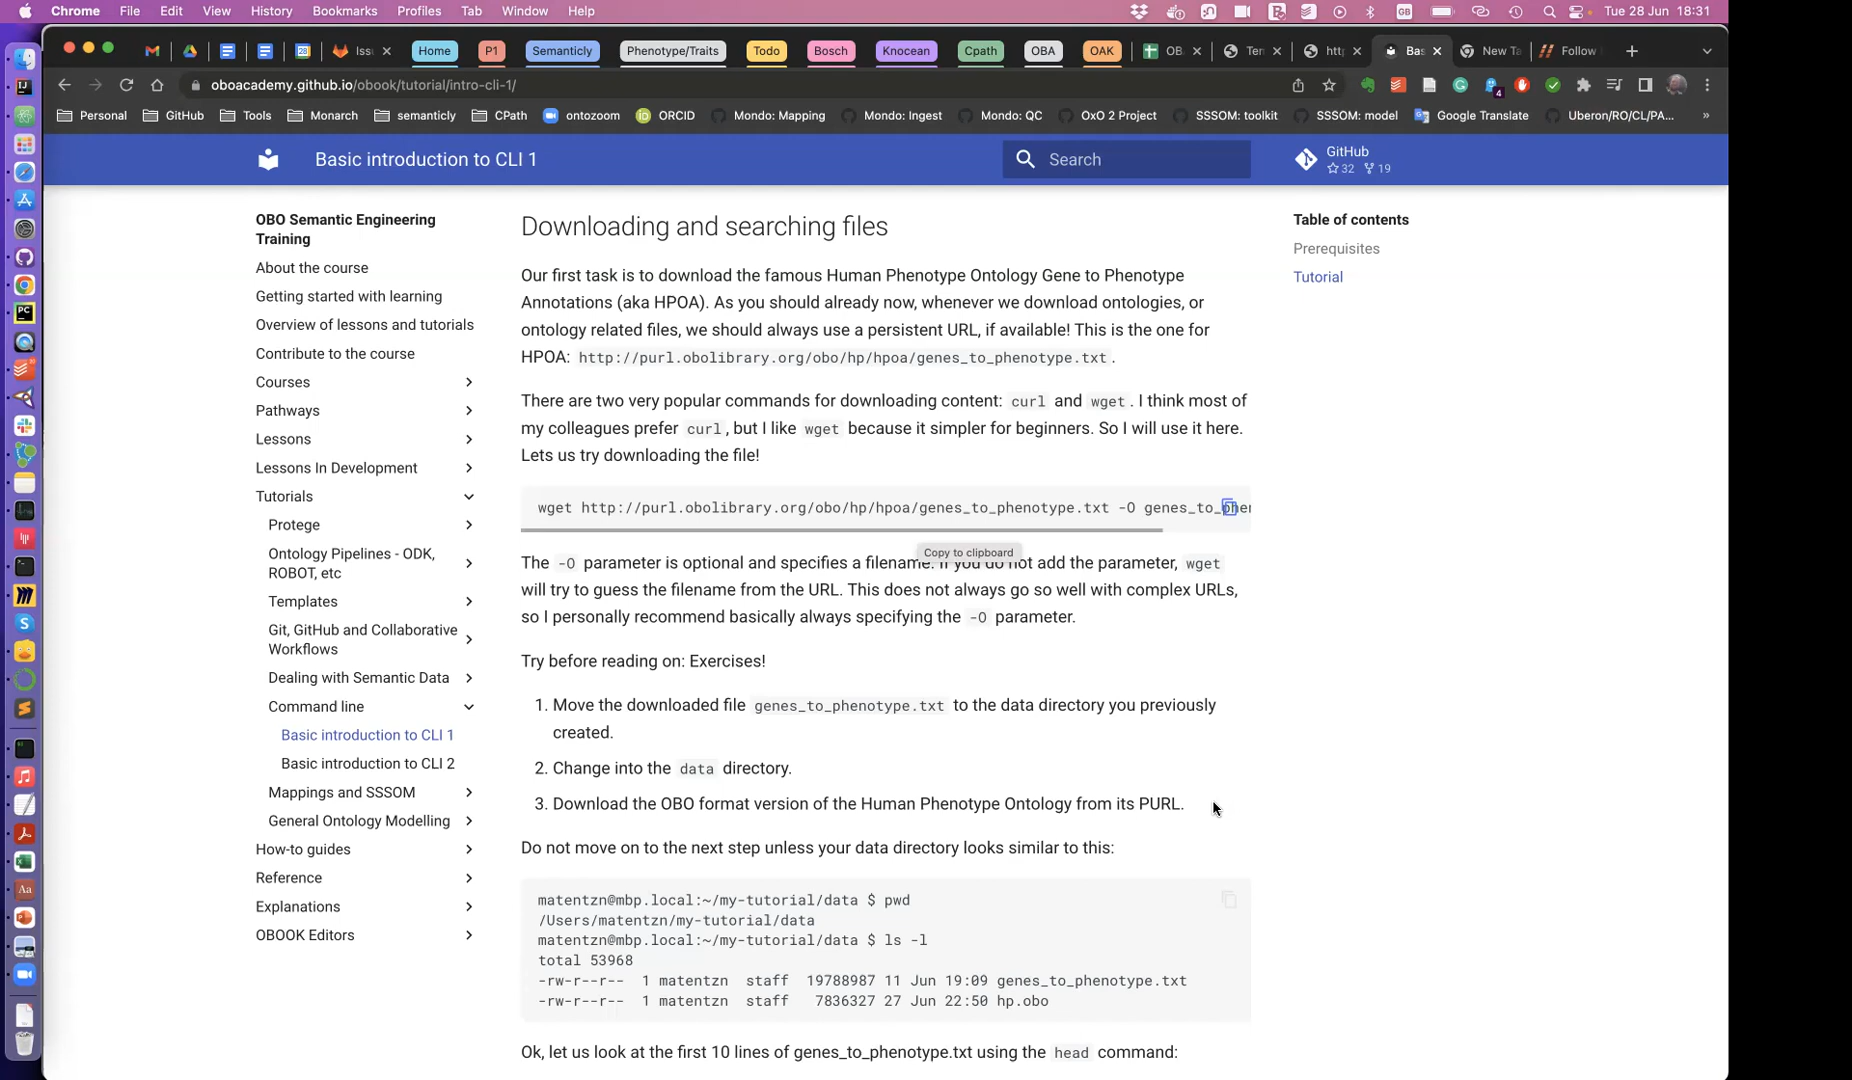 Chrome File Edit View History Bookmarks Profiles Tab Window Help
GB Tue 28 Jun 18:31
28 Issu Home P1 Semanticly Phenotype/Traits Todo Bosch Knocean Cpath OBA OAK OB Ter http Bas New Ta Follow
oboacademy.github.io/obook/tutorial/intro-cli-1/
4
Personal GitHub Tools Monarch semanticly CPath ontozoom ORCID Mondo: Mapping Mondo: Ingest Mondo: QC OxO 2 Project SSSOM: toolkit SSSOM: model Google Translate Uberon/RO/CL/PA... »
Basic introduction to CLI 1
Search
GitHub
32 19
OBO Semantic Engineering
Training
About the course
Getting started with learning
Overview of lessons and tutorials
Contribute to the course
Courses
Pathways
Lessons
Lessons In Development
Tutorials
Protege
Ontology Pipelines - ODK,
ROBOT, etc
Templates
Git, GitHub and Collaborative
Workflows
Dealing with Semantic Data
Command line
Basic introduction to CLI 1
Basic introduction to CLI 2
Mappings and SSSOM
General Ontology Modelling
How-to guides
Reference
Explanations
OBOOK Editors
Downloading and searching files
Our first task is to download the famous Human Phenotype Ontology Gene to Phenotype
Annotations (aka HPOA). As you should already now, whenever we download ontologies, or
ontology related files, we should always use a persistent URL, if available! This is the one for
HPOA: http://purl.obolibrary.org/obo/hp/hpoa/genes_to_phenotype.txt .
There are two very popular commands for downloading content: curl and wget . I think most of
my colleagues prefer curl , but I like wget because it simpler for beginners. So I will use it here.
Lets us try downloading the file!
wget http://purl.obolibrary.org/obo/hp/hpoa/genes_to_phenotype.txt -O genes_to_phen
Copy to clipboard
The -O parameter is optional and specifies a filename. If you do not add the parameter, wget
will try to guess the filename from the URL. This does not always go so well with complex URLs,
so I personally recommend basically always specifying the -O parameter.
Try before reading on: Exercises!
1. Move the downloaded file genes_to_phenotype.txt to the data directory you previously
created.
2. Change into the data directory.
3. Download the OBO format version of the Human Phenotype Ontology from its PURL.
Do not move on to the next step unless your data directory looks similar to this:
matentzn@mbp.local:~/my-tutorial/data $ pwd
/Users/matentzn/my-tutorial/data
matentzn@mbp.local:~/my-tutorial/data $ ls -l
total 53968
-rw-r--r-- 1 matentzn staff 19788987 11 Jun 19:09 genes_to_phenotype.txt
-rw-r--r-- 1 matentzn staff 7836327 27 Jun 22:50 hp.obo
Ok, let us look at the first 10 lines of genes_to_phenotype.txt using the head command:
Table of contents
Prerequisites
Tutorial